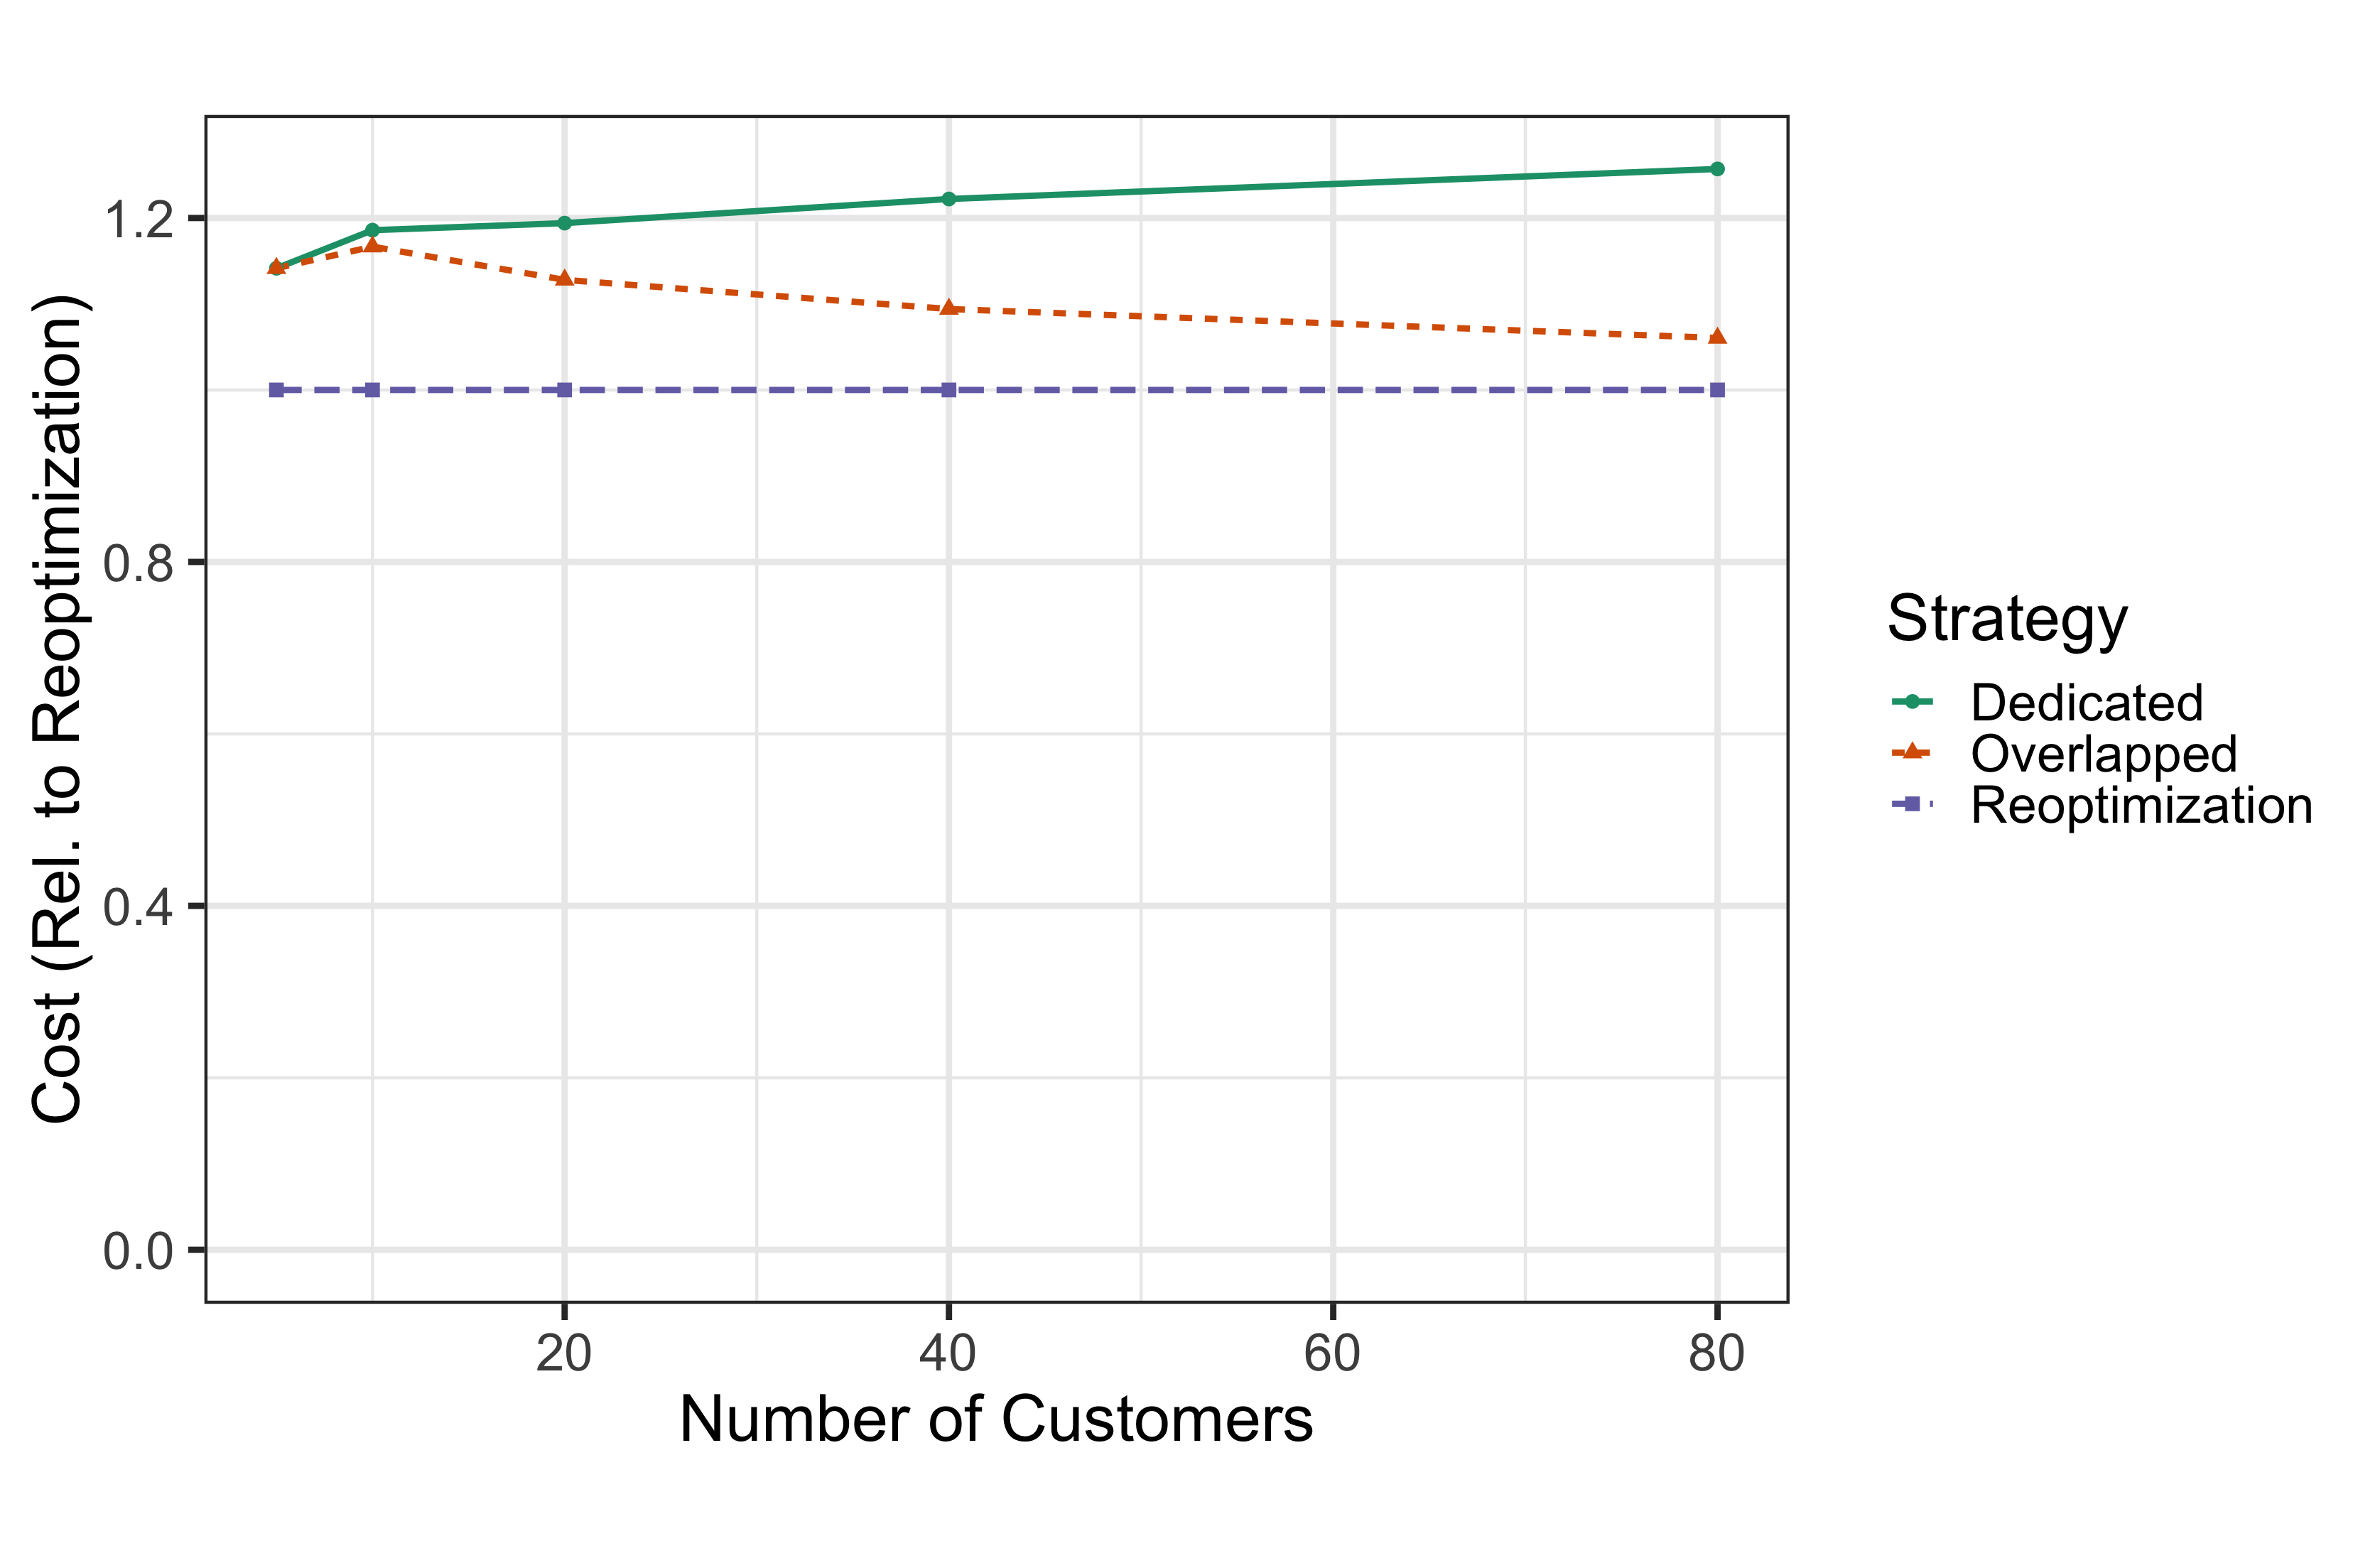 Cost (Rel. to Reoptimization)
1.2
0.8
0.4
0.0
20 40 60 80
Number of Customers
Strategy
Dedicated
Overlapped
Reoptimization